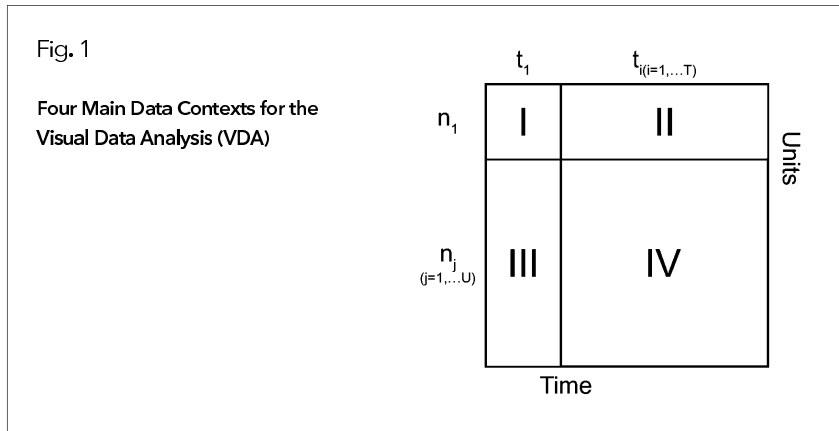 Fig. 1
Four Main Data Contexts for the
Visual Data Analysis (VDA)
t1 ti(i=1,...T)
n1 I II
Units
nj III IV
(j=1,...U)
Time